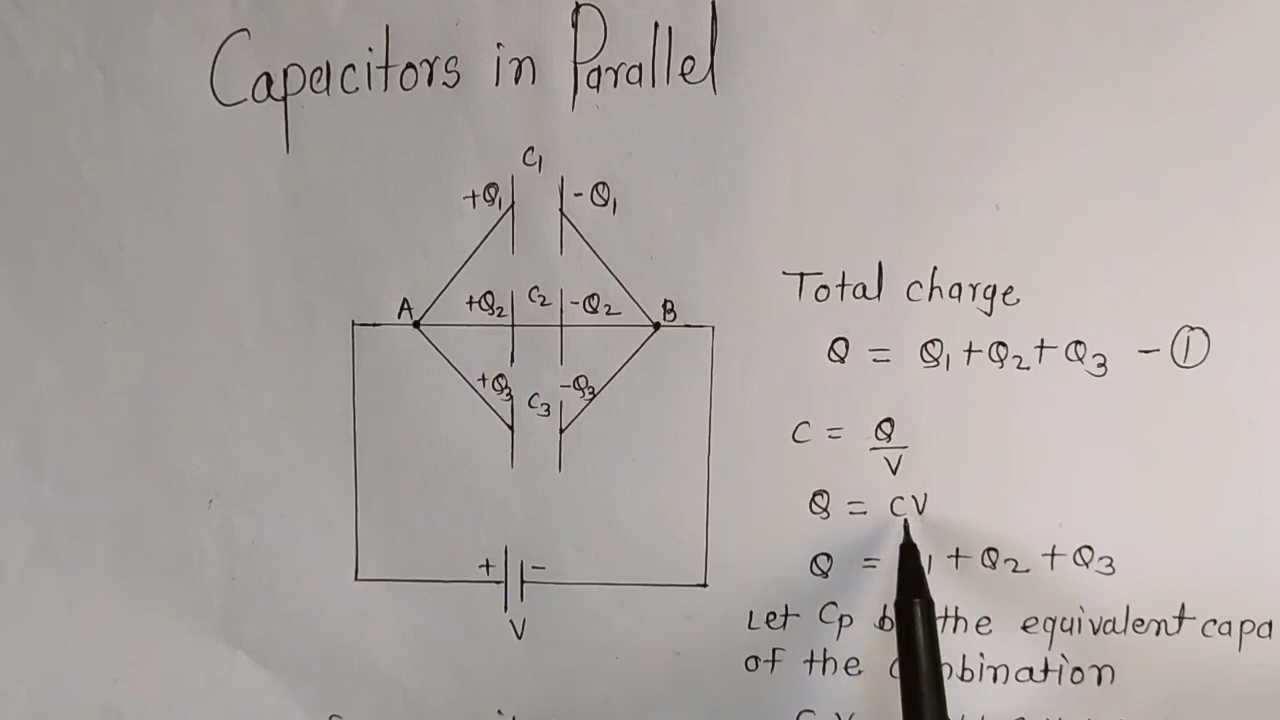 Capacitors in Parallel
C₁
+Q₁ -Q₁
A +Q₂ C₂ -Q₂ B
+Q₃ C₃ -Q₃
+ -
V
Total charge
Q = Q₁ + Q₂ + Q₃ - ①
C = Q/V
Q = CV
Q = ₁ + Q₂ + Q₃
Let Cp the equivalent capa
of the